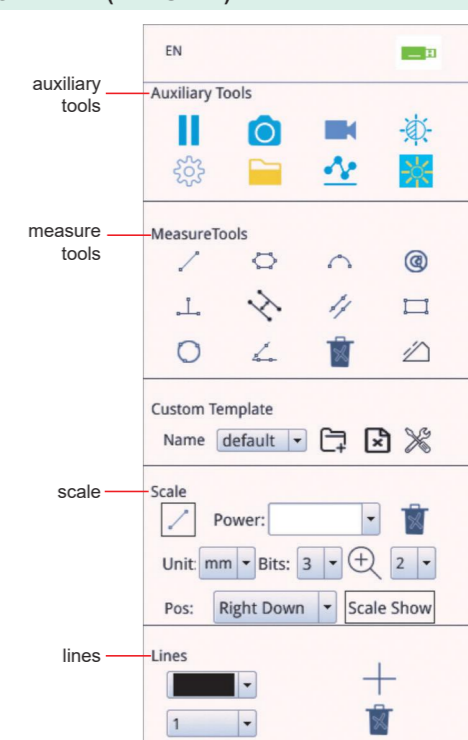 EN
auxiliary
tools
Auxiliary Tools
measure
tools
MeasureTools
Custom Template
Name default
scale
Scale
Power:
Unit: mm Bits: 3 2
Pos: Right Down Scale Show
lines
Lines
1